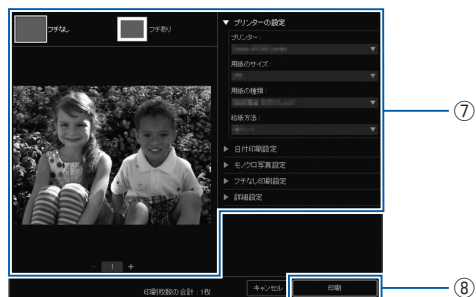 フチなし
フチあり
▼ プリンターの設定
プリンター：
用紙のサイズ：
用紙の種類：
給紙方法：
▶ 日付印刷設定
▶ モノクロ写真設定
▶ フチなし印刷設定
▶ 詳細設定
⑦
− 1 +
印刷枚数の合計：1枚
キャンセル
印刷
⑧